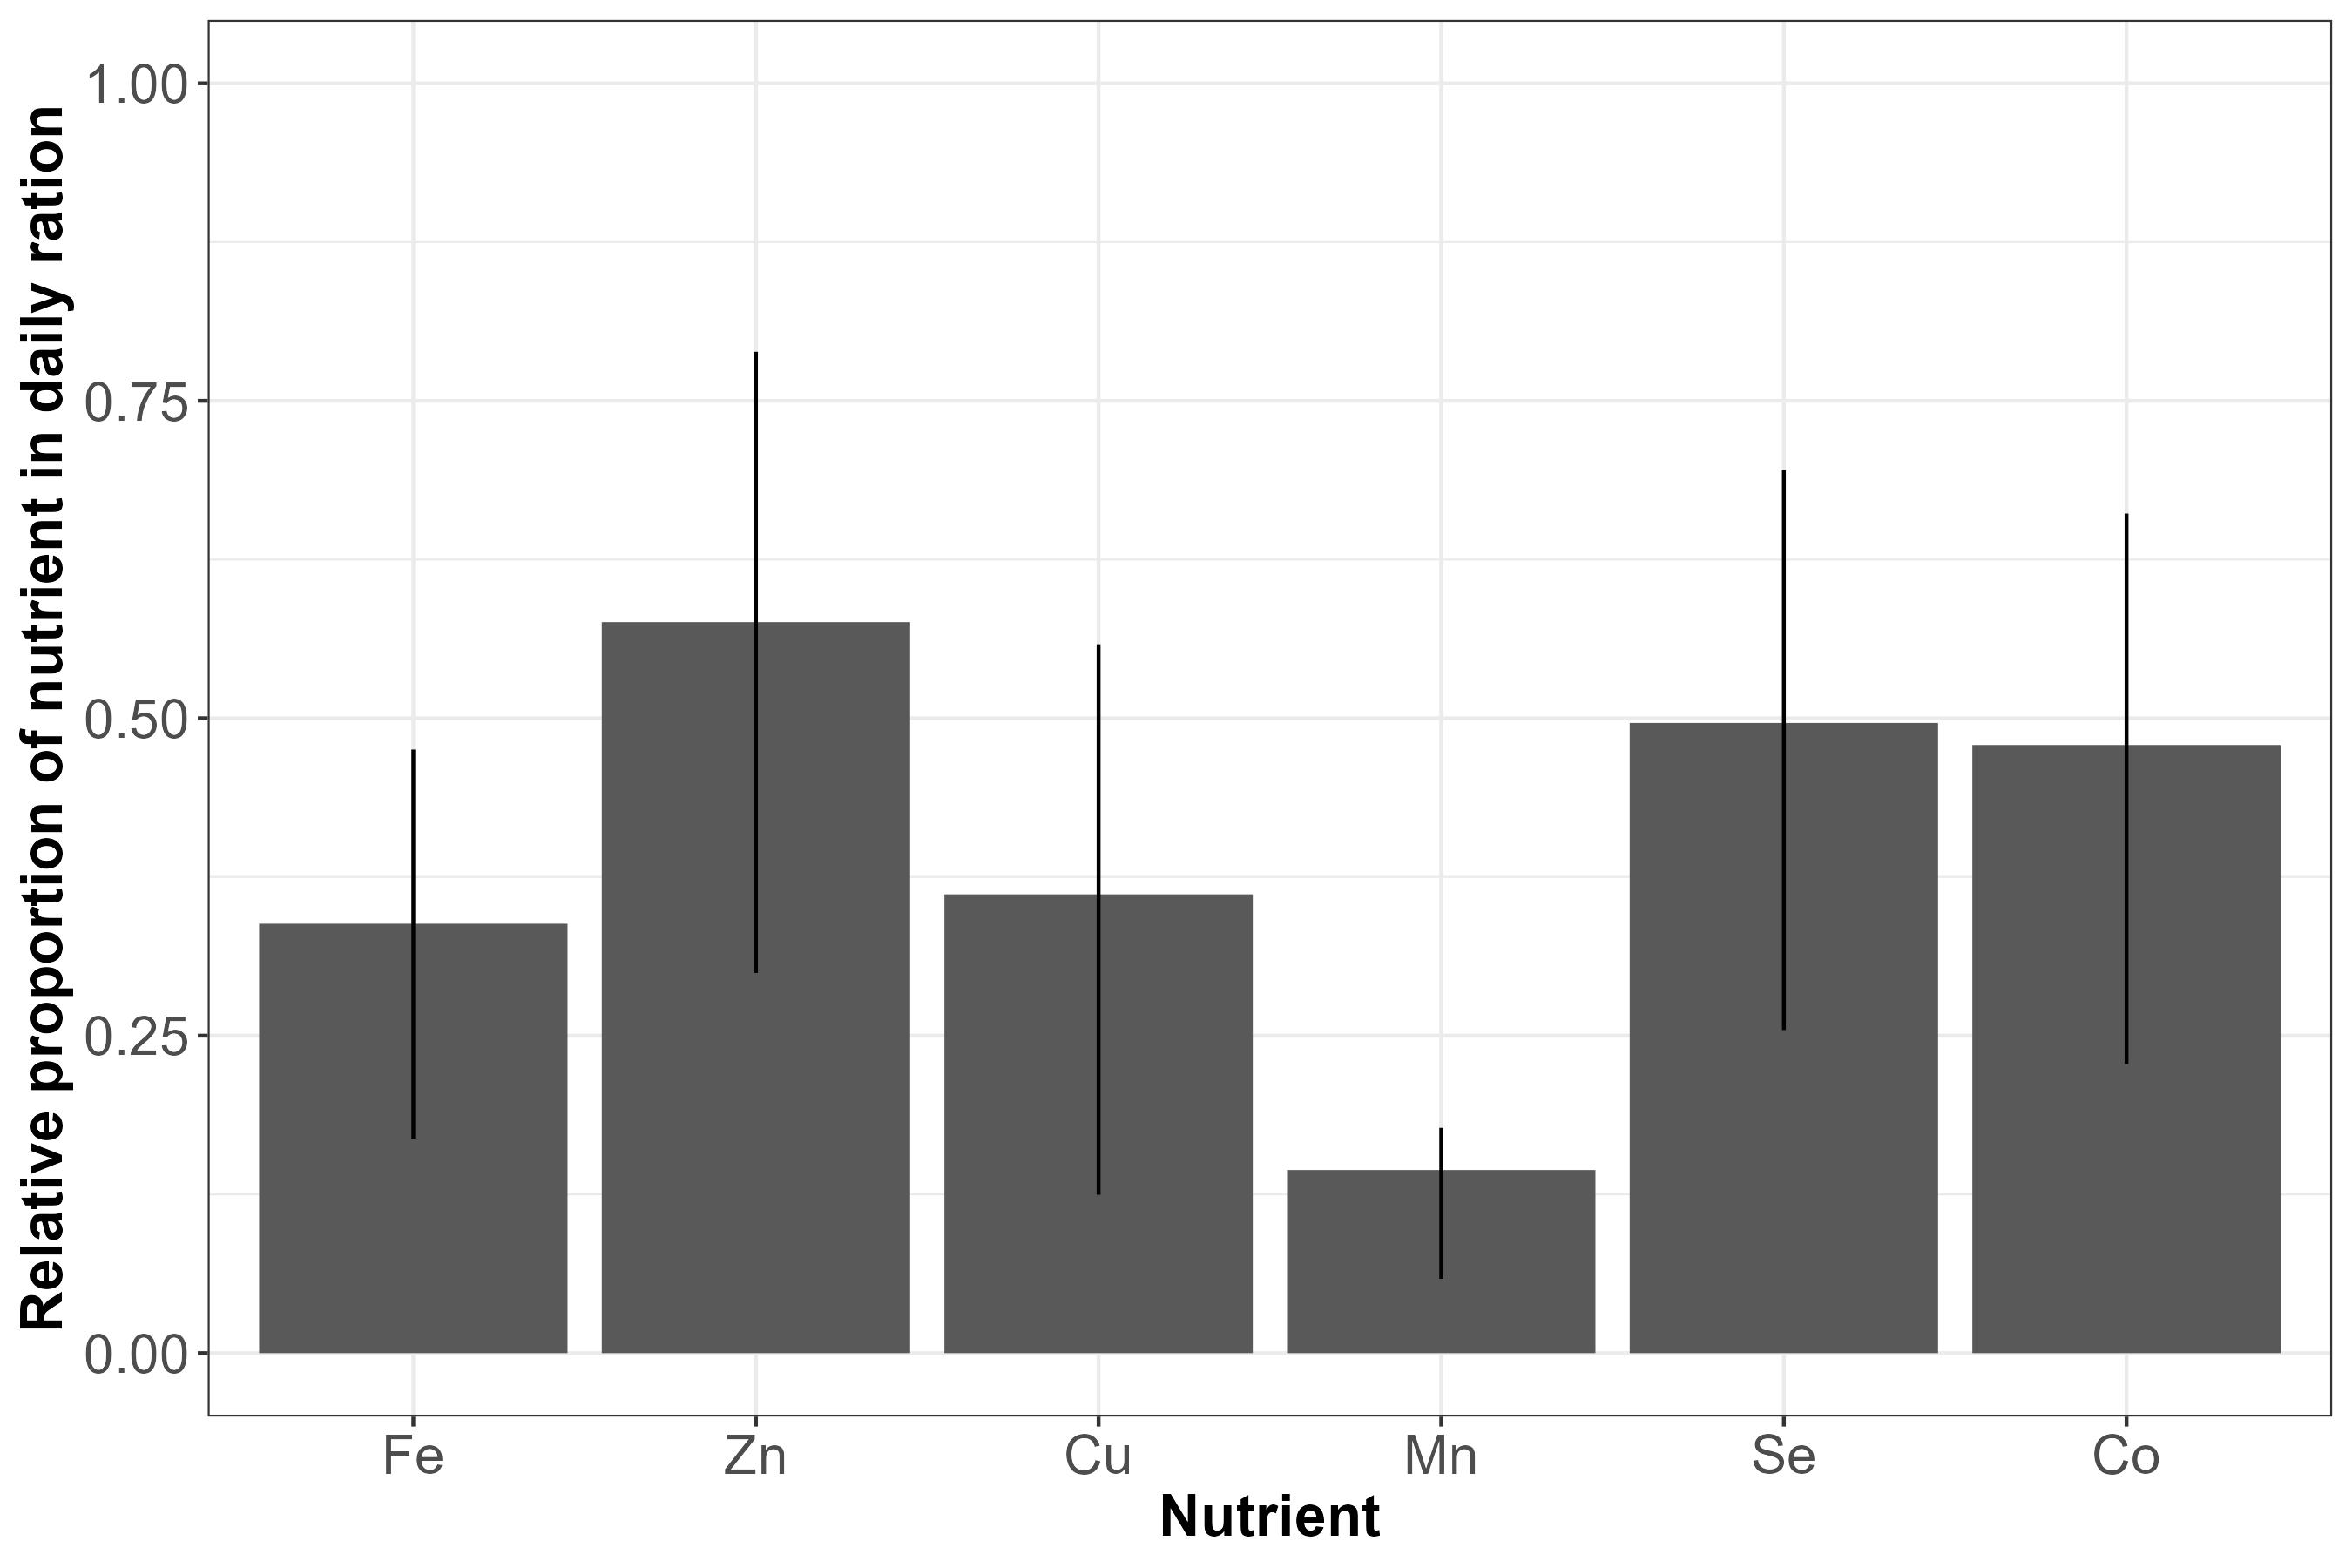 Relative proportion of nutrient in daily ration
1.00
0.75
0.50
0.25
0.00
Fe Zn Cu Mn Se Co
Nutrient